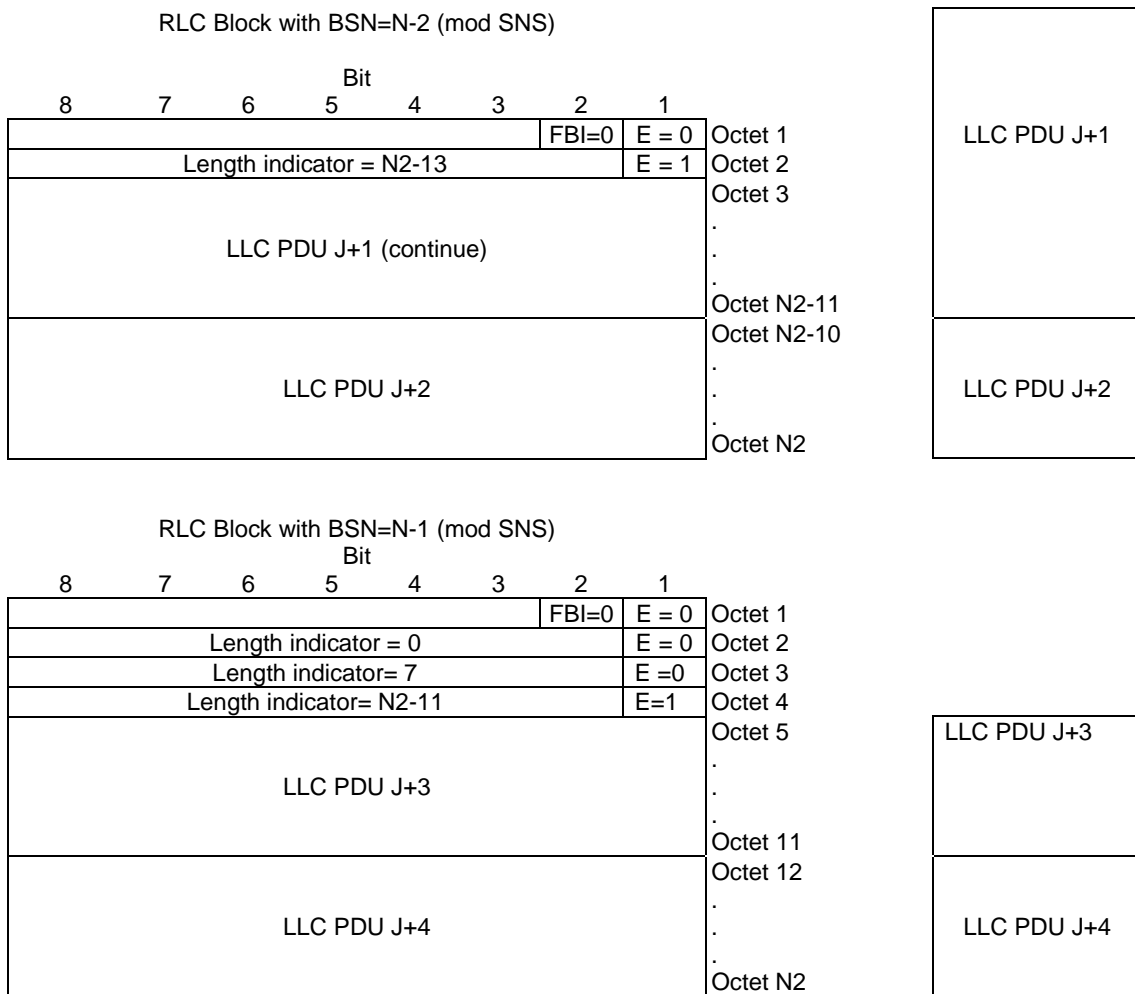 RLC Block with BSN=N-2 (mod SNS)
Bit
8 7 6 5 4 3 2 1
FBI=0 E = 0 Octet 1 LLC PDU J+1
Length indicator = N2-13 E = 1 Octet 2
Octet 3
.
LLC PDU J+1 (continue) .
.
Octet N2-11
Octet N2-10
.
LLC PDU J+2 . LLC PDU J+2
.
Octet N2
RLC Block with BSN=N-1 (mod SNS)
Bit
8 7 6 5 4 3 2 1
FBI=0 E = 0 Octet 1
Length indicator = 0 E = 0 Octet 2
Length indicator= 7 E =0 Octet 3
Length indicator= N2-11 E=1 Octet 4
Octet 5 LLC PDU J+3
.
LLC PDU J+3 .
.
Octet 11
Octet 12
.
LLC PDU J+4 . LLC PDU J+4
.
Octet N2